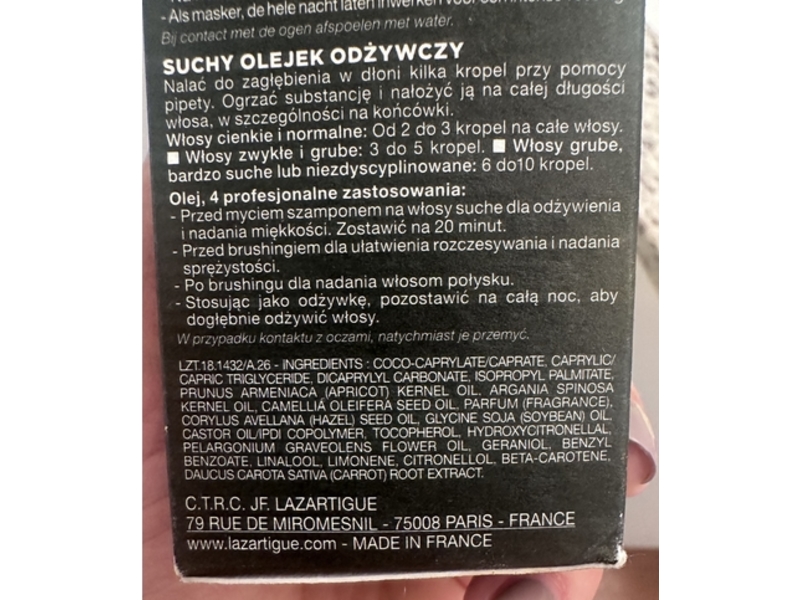 - Als masker, de hele nacht laten inwerken voor een intense
Bij contact met de ogen afspoelen met water.
SUCHY OLEJEK ODŻYWCZY
Nalać do zagłębienia w dłoni kilka kropel przy pomocy
pipety. Ogrzać substancję i nałożyć ją na całej długości
włosa, w szczególności na końcówki.
Włosy cienkie i normalne: Od 2 do 3 kropel na całe włosy.
■ Włosy zwykłe i grube: 3 do 5 kropel. ■ Włosy grube,
bardzo suche lub niezdyscyplinowane: 6 do10 kropel.
Olej, 4 profesjonalne zastosowania:
- Przed myciem szamponem na włosy suche dla odżywienia
i nadania miękkości. Zostawić na 20 minut.
- Przed brushingiem dla ułatwienia rozczesywania i nadania
sprężystości.
- Po brushingu dla nadania włosom połysku.
- Stosując jako odżywkę, pozostawić na całą noc, aby
dogłębnie odżywić włosy.
W przypadku kontaktu z oczami, natychmiast je przemyć.
LZT.18.1432/A.26 - INGREDIENTS : COCO-CAPRYLATE/CAPRATE, CAPRYLIC/
CAPRIC TRIGLYCERIDE, DICAPRYLYL CARBONATE, ISOPROPYL PALMITATE,
PRUNUS ARMENIACA (APRICOT) KERNEL OIL, ARGANIA SPINOSA
KERNEL OIL, CAMELLIA OLEIFERA SEED OIL, PARFUM (FRAGRANCE),
CORYLUS AVELLANA (HAZEL) SEED OIL, GLYCINE SOJA (SOYBEAN) OIL,
CASTOR OIL/IPDI COPOLYMER, TOCOPHEROL, HYDROXYCITRONELLAL,
PELARGONIUM GRAVEOLENS FLOWER OIL, GERANIOL, BENZYL
BENZOATE, LINALOOL, LIMONENE, CITRONELLOL, BETA-CAROTENE,
DAUCUS CAROTA SATIVA (CARROT) ROOT EXTRACT.
C.T.R.C. JF. LAZARTIGUE
79 RUE DE MIROMESNIL - 75008 PARIS - FRANCE
www.lazartigue.com - MADE IN FRANCE